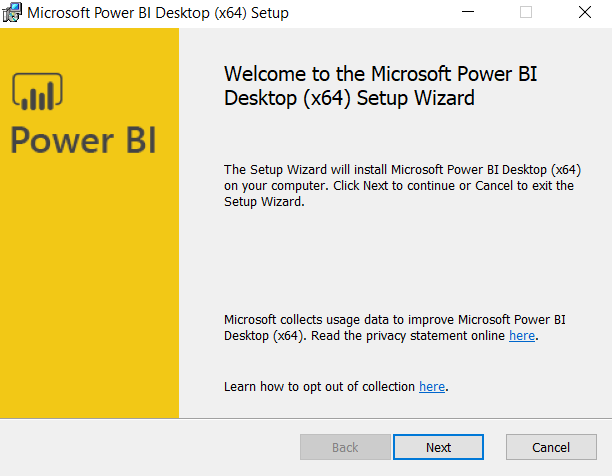 Microsoft Power BI Desktop (x64) Setup
Power BI
Welcome to the Microsoft Power BI
Desktop (x64) Setup Wizard
The Setup Wizard will install Microsoft Power BI Desktop (x64)
on your computer. Click Next to continue or Cancel to exit the
Setup Wizard.
Microsoft collects usage data to improve Microsoft Power BI
Desktop (x64). Read the privacy statement online here.
Learn how to opt out of collection here.
Back Next Cancel